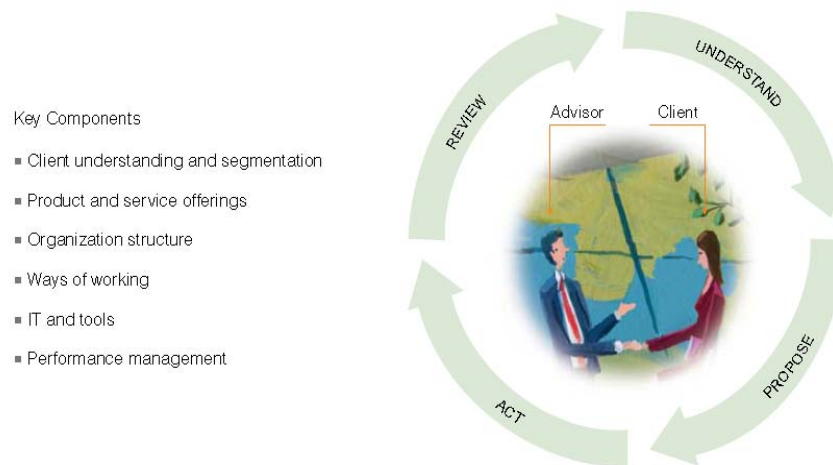 Key Components
▪ Client understanding and segmentation
▪ Product and service offerings
▪ Organization structure
▪ Ways of working
▪ IT and tools
▪ Performance management
Advisor
Client
UNDERSTAND
PROPOSE
ACT
REVIEW